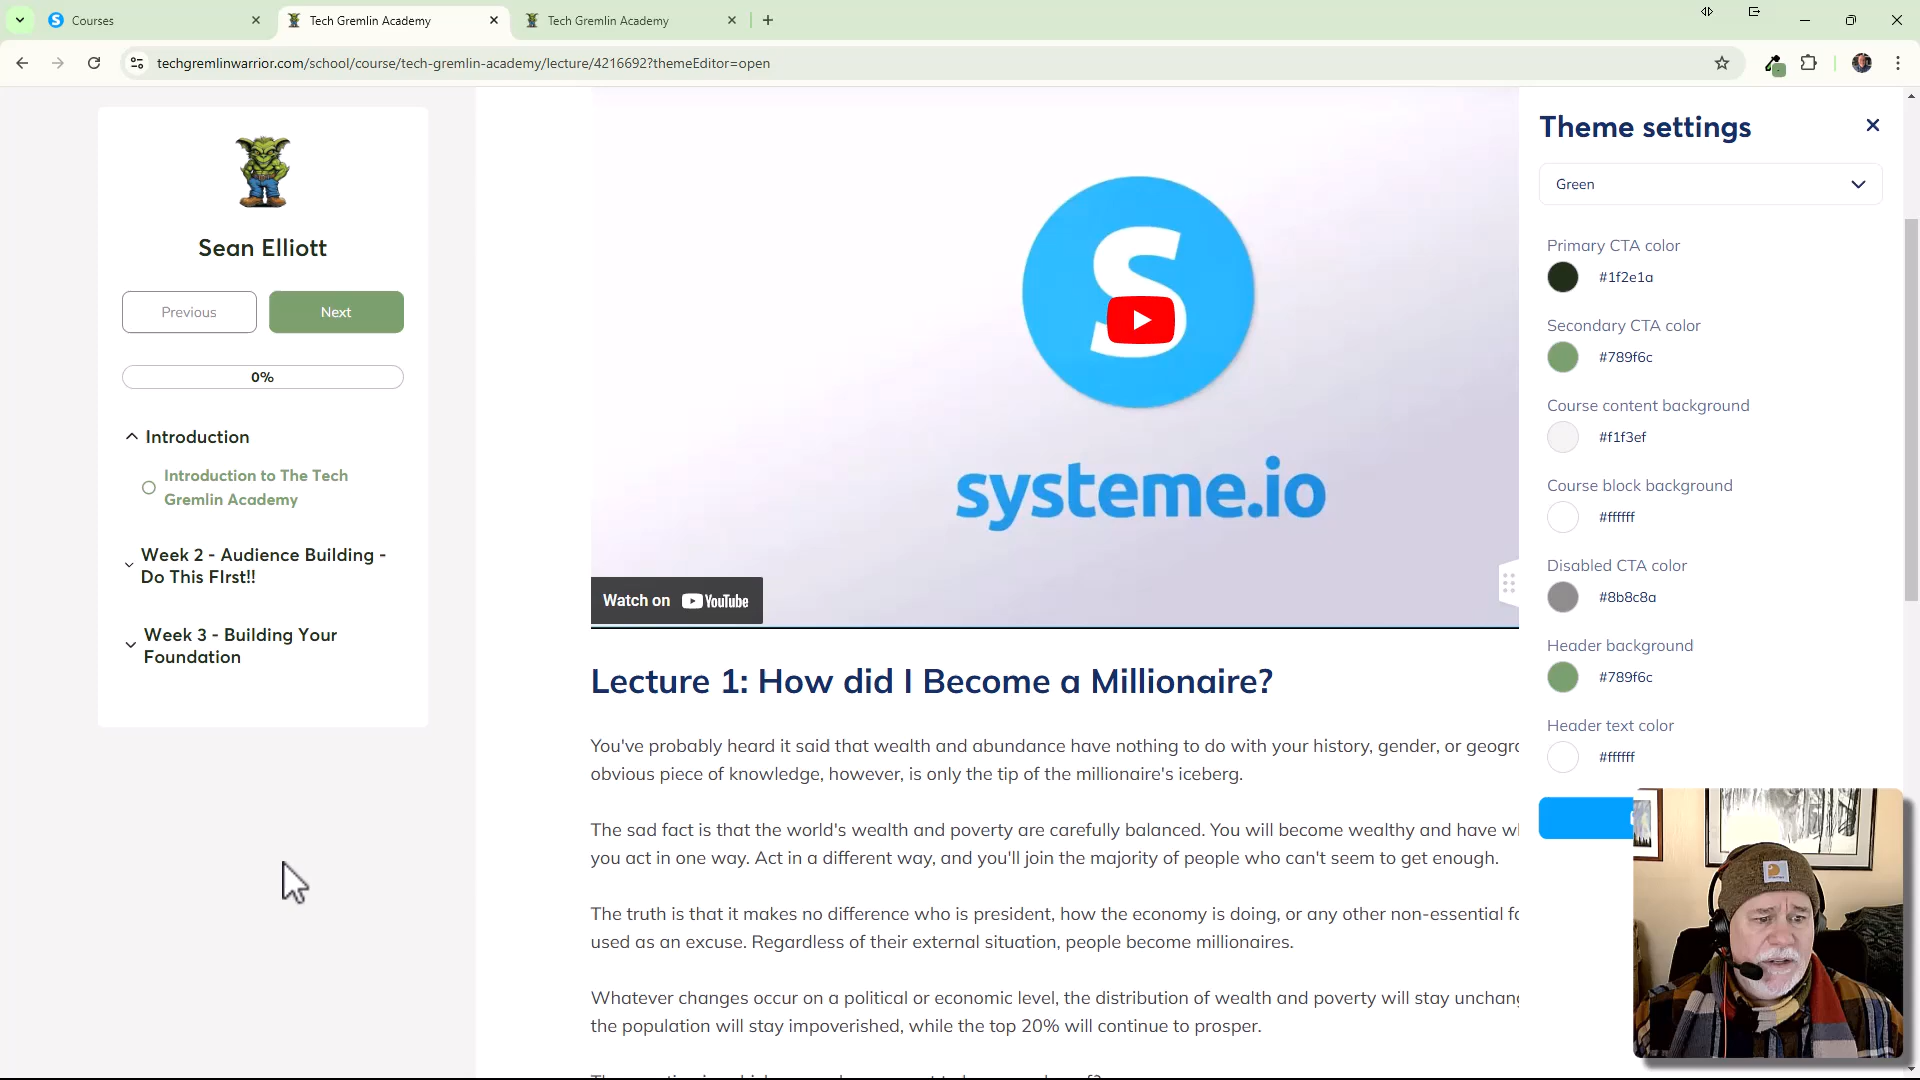 Courses
Tech Gremlin Academy
Tech Gremlin Academy
techgremlinwarrior.com/school/course/tech-gremlin-academy/lecture/4216692?themeEditor=open
Sean Elliott
Previous
Next
0%
Introduction
Introduction to The Tech
Gremlin Academy
Week 2 - Audience Building -
Do This FIrst!!
Week 3 - Building Your
Foundation
S
systeme.io
Watch on YouTube
Lecture 1: How did I Become a Millionaire?
You've probably heard it said that wealth and abundance have nothing to do with your history, gender, or
obvious piece of knowledge, however, is only the tip of the millionaire's iceberg.
The sad fact is that the world's wealth and poverty are carefully balanced. You will become wealthy and have
you act in one way. Act in a different way, and you'll join the majority of people who can't seem to get enough.
The truth is that it makes no difference who is president, how the economy is doing, or any other non-essential
used as an excuse. Regardless of their external situation, people become millionaires.
Whatever changes occur on a political or economic level, the distribution of wealth and poverty will stay
the population will stay impoverished, while the top 20% will continue to prosper.
Theme settings
Green
Primary CTA color
#1f2e1a
Secondary CTA color
#789f6c
Course content background
#f1f3ef
Course block background
#ffffff
Disabled CTA color
#8b8c8a
Header background
#789f6c
Header text color
#ffffff